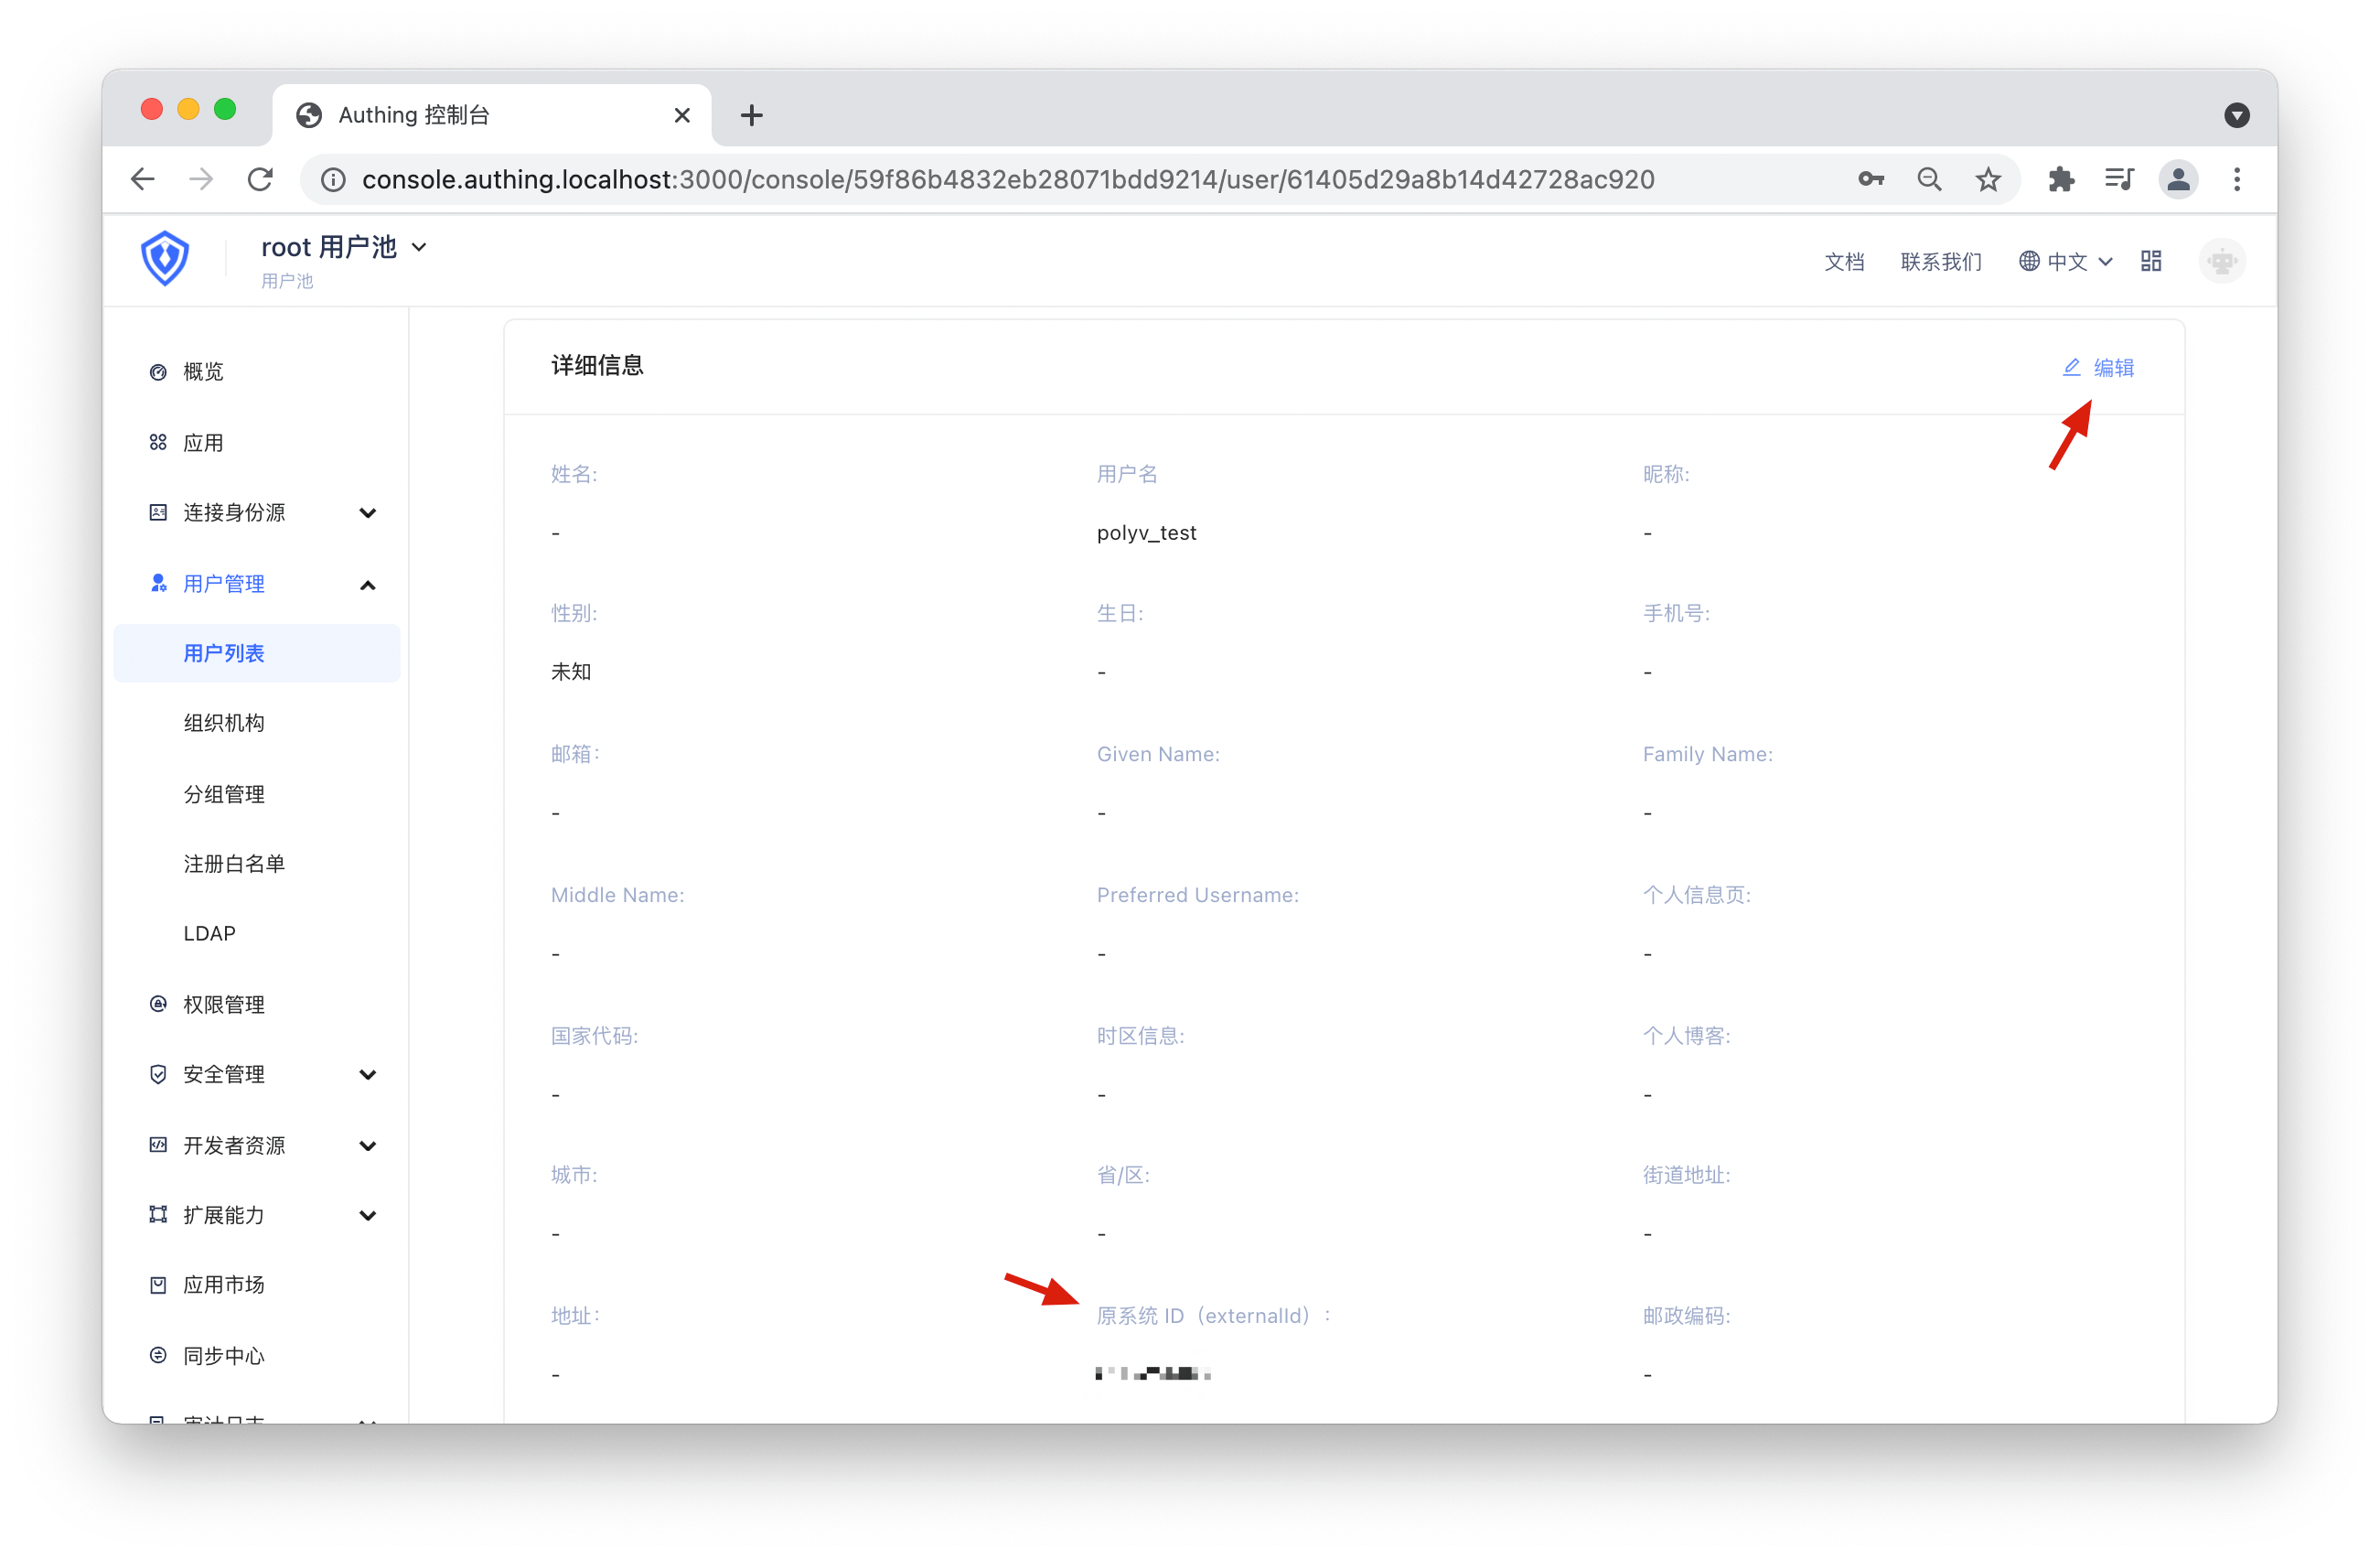 Authing 控制台
console.authing.localhost:3000/console/59f86b4832eb28071bdd9214/user/61405d29a8b14d42728ac920
root 用户池
用户池
文档 联系我们 中文
概览
应用
连接身份源
用户管理
用户列表
组织机构
分组管理
注册白名单
LDAP
权限管理
安全管理
开发者资源
扩展能力
应用市场
同步中心
详细信息
编辑
姓名: 用户名 昵称:
- polyv_test -
性别: 生日: 手机号:
未知 - -
邮箱: Given Name: Family Name:
- - -
Middle Name: Preferred Username: 个人信息页:
- - -
国家代码: 时区信息: 个人博客:
- - -
城市: 省/区: 街道地址:
- - -
地址: 原系统 ID（externalId）: 邮政编码:
- -